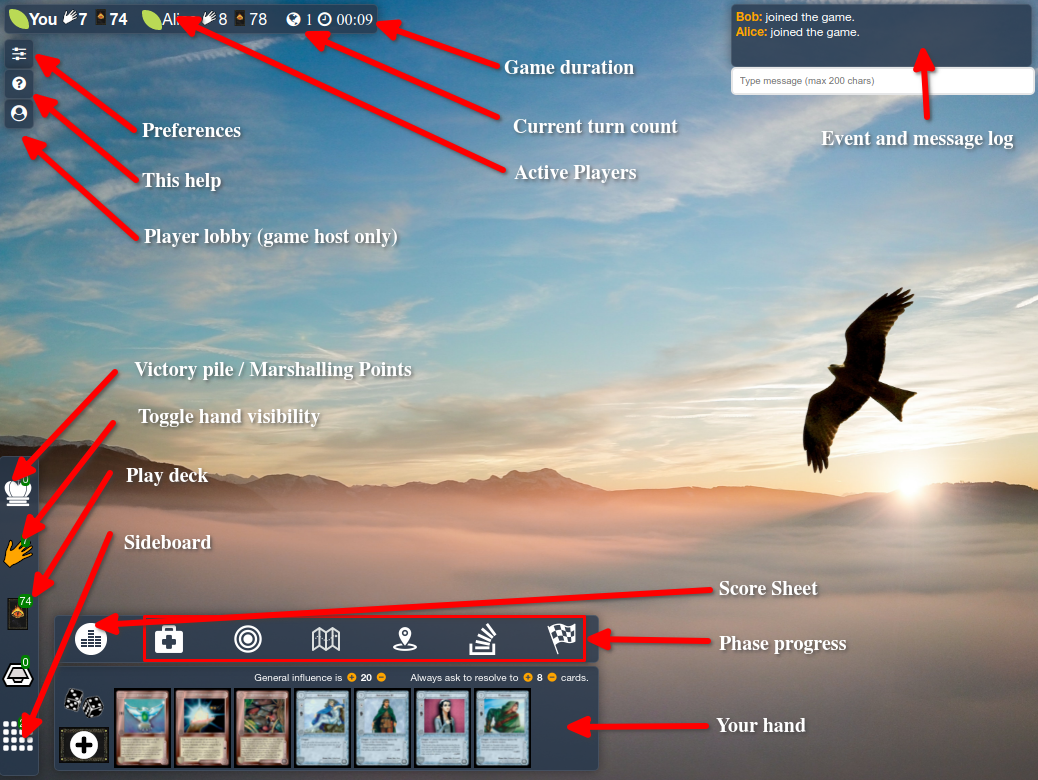 You 7 74 Ali 8 78 1 00:09
Bob: joined the game.
Alice: joined the game.
Type message (max 200 chars)
Game duration
Current turn count
Event and message log
Preferences
Active Players
This help
Player lobby (game host only)
Victory pile / Marshalling Points
Toggle hand visibility
Play deck
Sideboard
0
74
0
Score Sheet
Phase progress
General influence is 20 Always ask to resolve to 8 cards.
Your hand